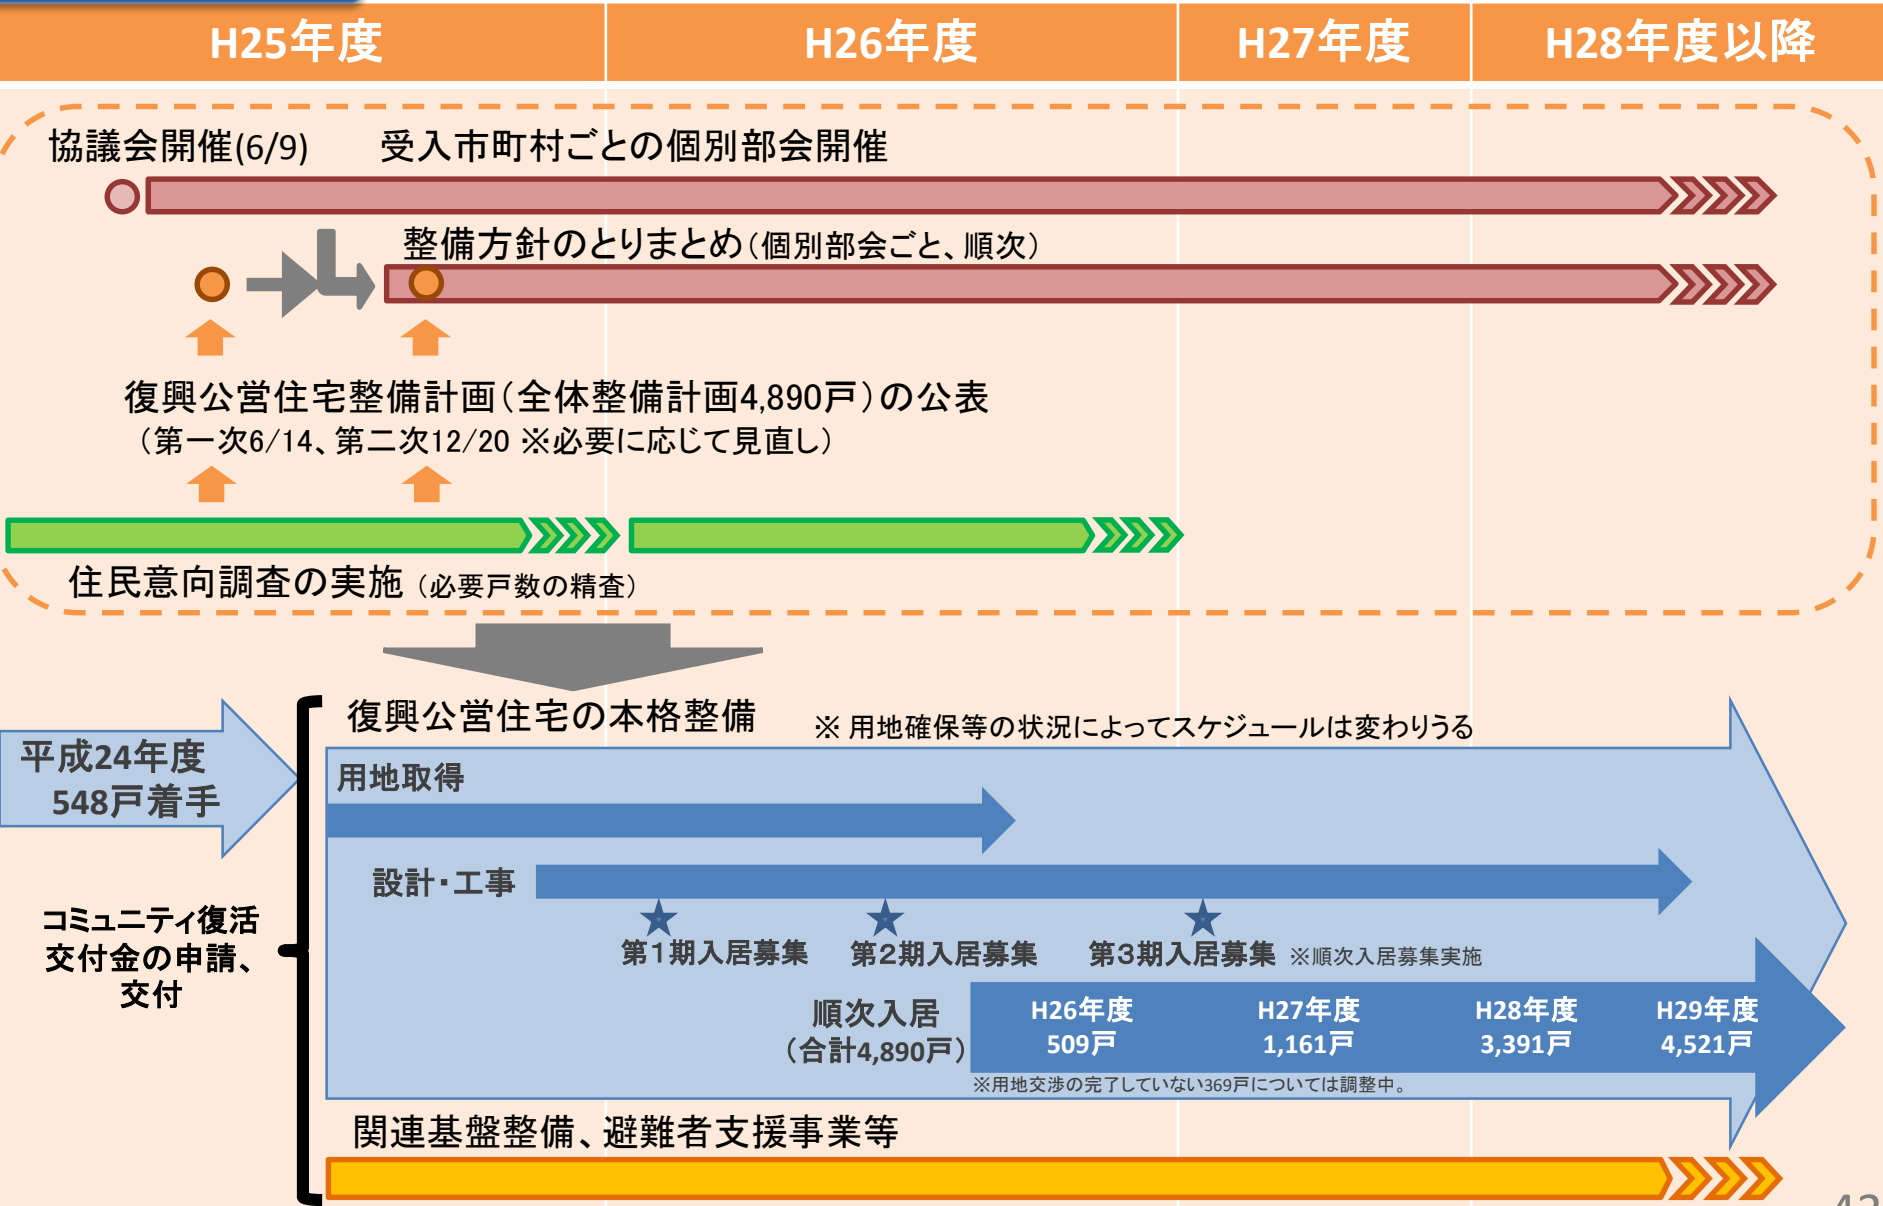 H25年度 H26年度 H27年度 H28年度以降
協議会開催(6/9) 受入市町村ごとの個別部会開催
整備方針のとりまとめ(個別部会ごと、順次)
復興公営住宅整備計画(全体整備計画4,890戸)の公表
(第一次6/14、第二次12/20 ※必要に応じて見直し)
住民意向調査の実施 (必要戸数の精査)
復興公営住宅の本格整備 ※ 用地確保等の状況によってスケジュールは変わりうる
平成24年度
548戸着手
用地取得
設計・工事
コミュニティ復活
交付金の申請、
交付
第1期入居募集 第2期入居募集 第3期入居募集 ※順次入居募集実施
順次入居
(合計4,890戸)
H26年度
509戸
H27年度
1,161戸
H28年度
3,391戸
H29年度
4,521戸
※用地交渉の完了していない369戸については調整中。
関連基盤整備、避難者支援事業等